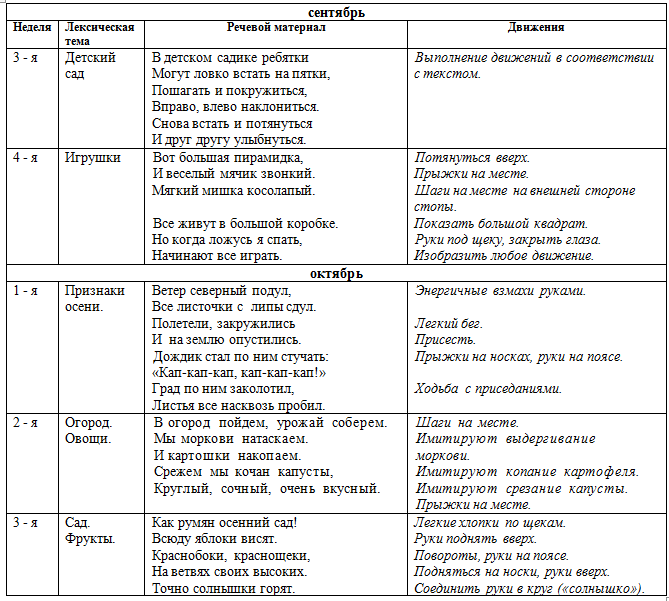 сентябрь
Неделя Лексическая тема Речевой материал Движения
3 - я Детский сад В детском садике ребятки Выполнение движений в соответствии с текстом.
Могут ловко встать на пятки,
Пошагать и покружиться,
Вправо, влево наклониться.
Снова встать и потянуться
И друг другу улыбнуться.
4 - я Игрушки Вот большая пирамидка, Потянуться вверх.
И веселый мячик звонкий. Прыжки на месте.
Мягкий мишка косолапый. Шаги на месте на внешней стороне стопы.
Все живут в большой коробке. Показать большой квадрат.
Но когда ложусь я спать, Руки под щеку, закрыть глаза.
Начинают все играть. Изобразить любое движение.
октябрь
1 - я Признаки осени. Ветер северный подул, Энергичные взмахи руками.
Все листочки с липы сдул.
Полетели, закружились Легкий бег.
И на землю опустились. Присесть.
Дождик стал по ним стучать: Прыжки на носках, руки на поясе.
«Кап-кап-кап, кап-кап-кап!»
Град по ним заколотил, Ходьба с приседаниями.
Листья все насквозь пробил.
2 - я Огород. Овощи. В огород пойдем, урожай соберем. Шаги на месте.
Мы моркови натаскаем. Имитируют выдергивание моркови.
И картошки накопаем.
Срежем мы кочан капусты, Имитируют копание картофеля.
Круглый, сочный, очень вкусный. Имитируют срезание капусты.
Прыжки на месте.
3 - я Сад. Фрукты. Как румян осенний сад! Легкие хлопки по щекам.
Всюду яблоки висят. Руки поднять вверх.
Краснобоки, краснощеки, Повороты, руки на поясе.
На ветвях своих высоких. Подняться на носки, руки вверх.
Точно солнышки горят. Соединить руки в круг («солнышко»).